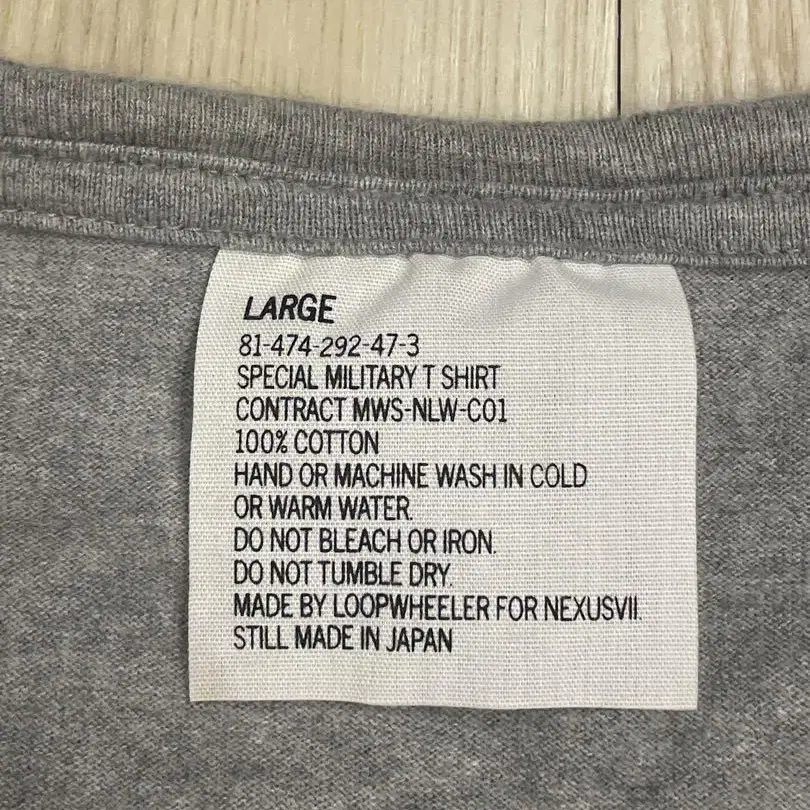 LARGE
81-474-292-47-3
SPECIAL MILITARY T SHIRT
CONTRACT MWS-NLW-C01
100% COTTON
HAND OR MACHINE WASH IN COLD
OR WARM WATER.
DO NOT BLEACH OR IRON.
DO NOT TUMBLE DRY.
MADE BY LOOPWHEELER FOR NEXUSVII.
STILL MADE IN JAPAN